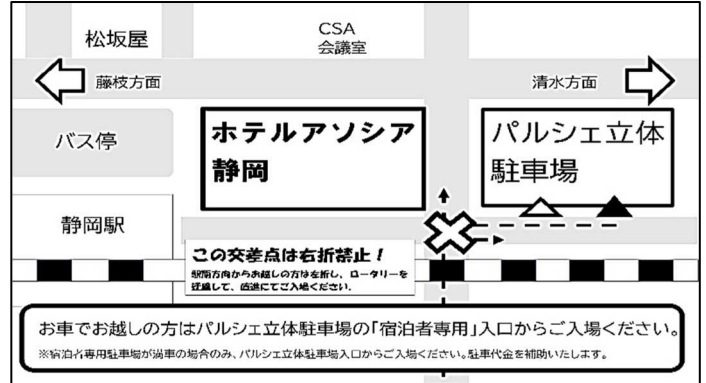 松坂屋
CSA
会議室
藤枝方面
清水方面
バス停
ホテルアソシア
静岡
パルシェ立体
駐車場
静岡駅
この交差点は右折禁止！
駅南方向からお越しの方は左折し、ロータリーを
経由して、直進にてご入場ください。
お車でお越しの方はパルシェ立体駐車場の「宿泊者専用」入口からご入場ください。
※宿泊者専用駐車場が満車の場合のみ、パルシェ立体駐車場入口からご入場ください。駐車代金を補助いたします。